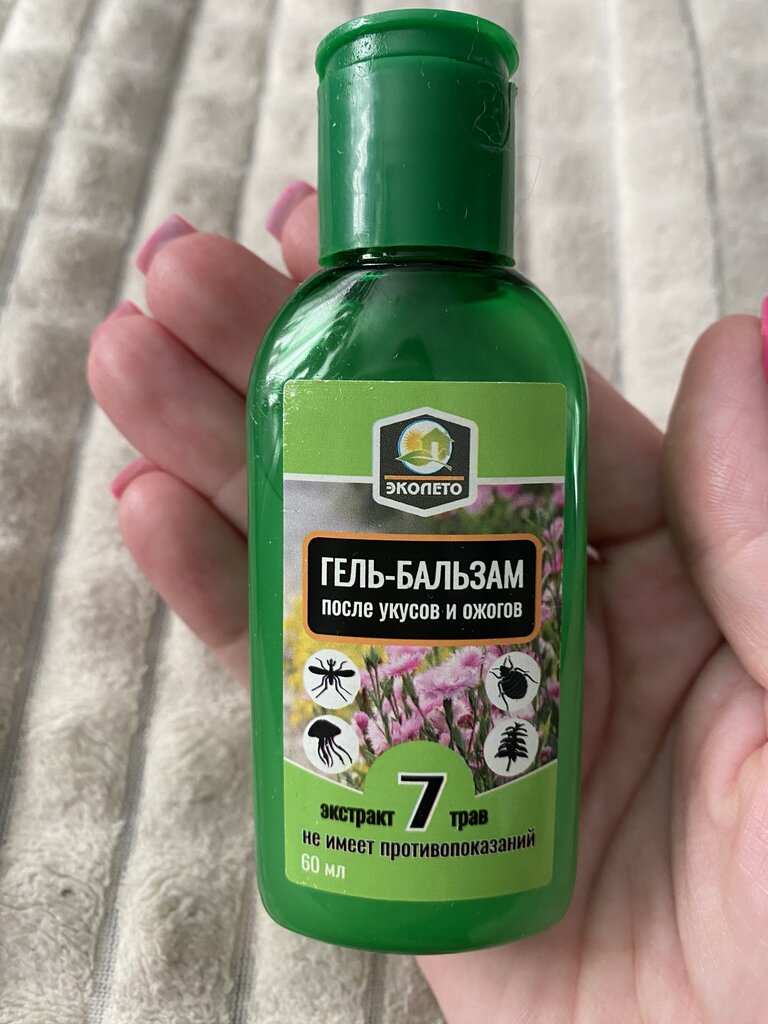 ЭКОЛЕТО
ГЕЛЬ-БАЛЬЗАМ
после укусов и ожогов
экстракт 7 трав
не имеет противопоказаний
60 мл